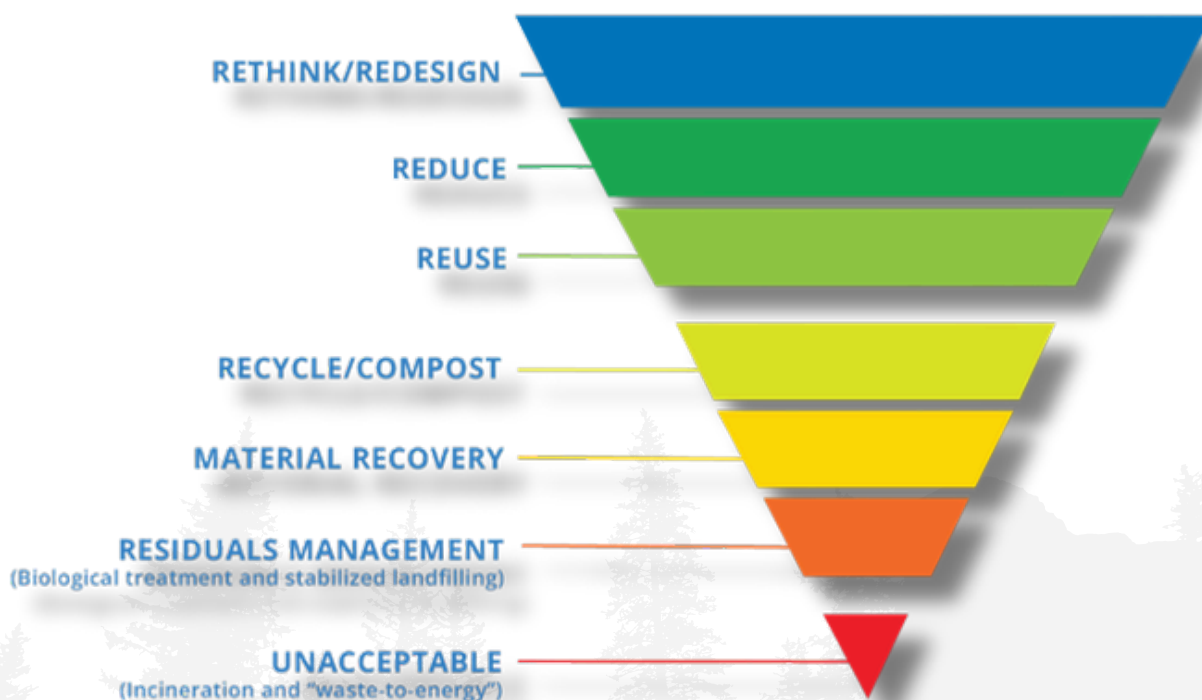 RETHINK/REDESIGN
REDUCE
REUSE
RECYCLE/COMPOST
MATERIAL RECOVERY
RESIDUALS MANAGEMENT
(Biological treatment and stabilized landfilling)
UNACCEPTABLE
(Incineration and "waste-to-energy")